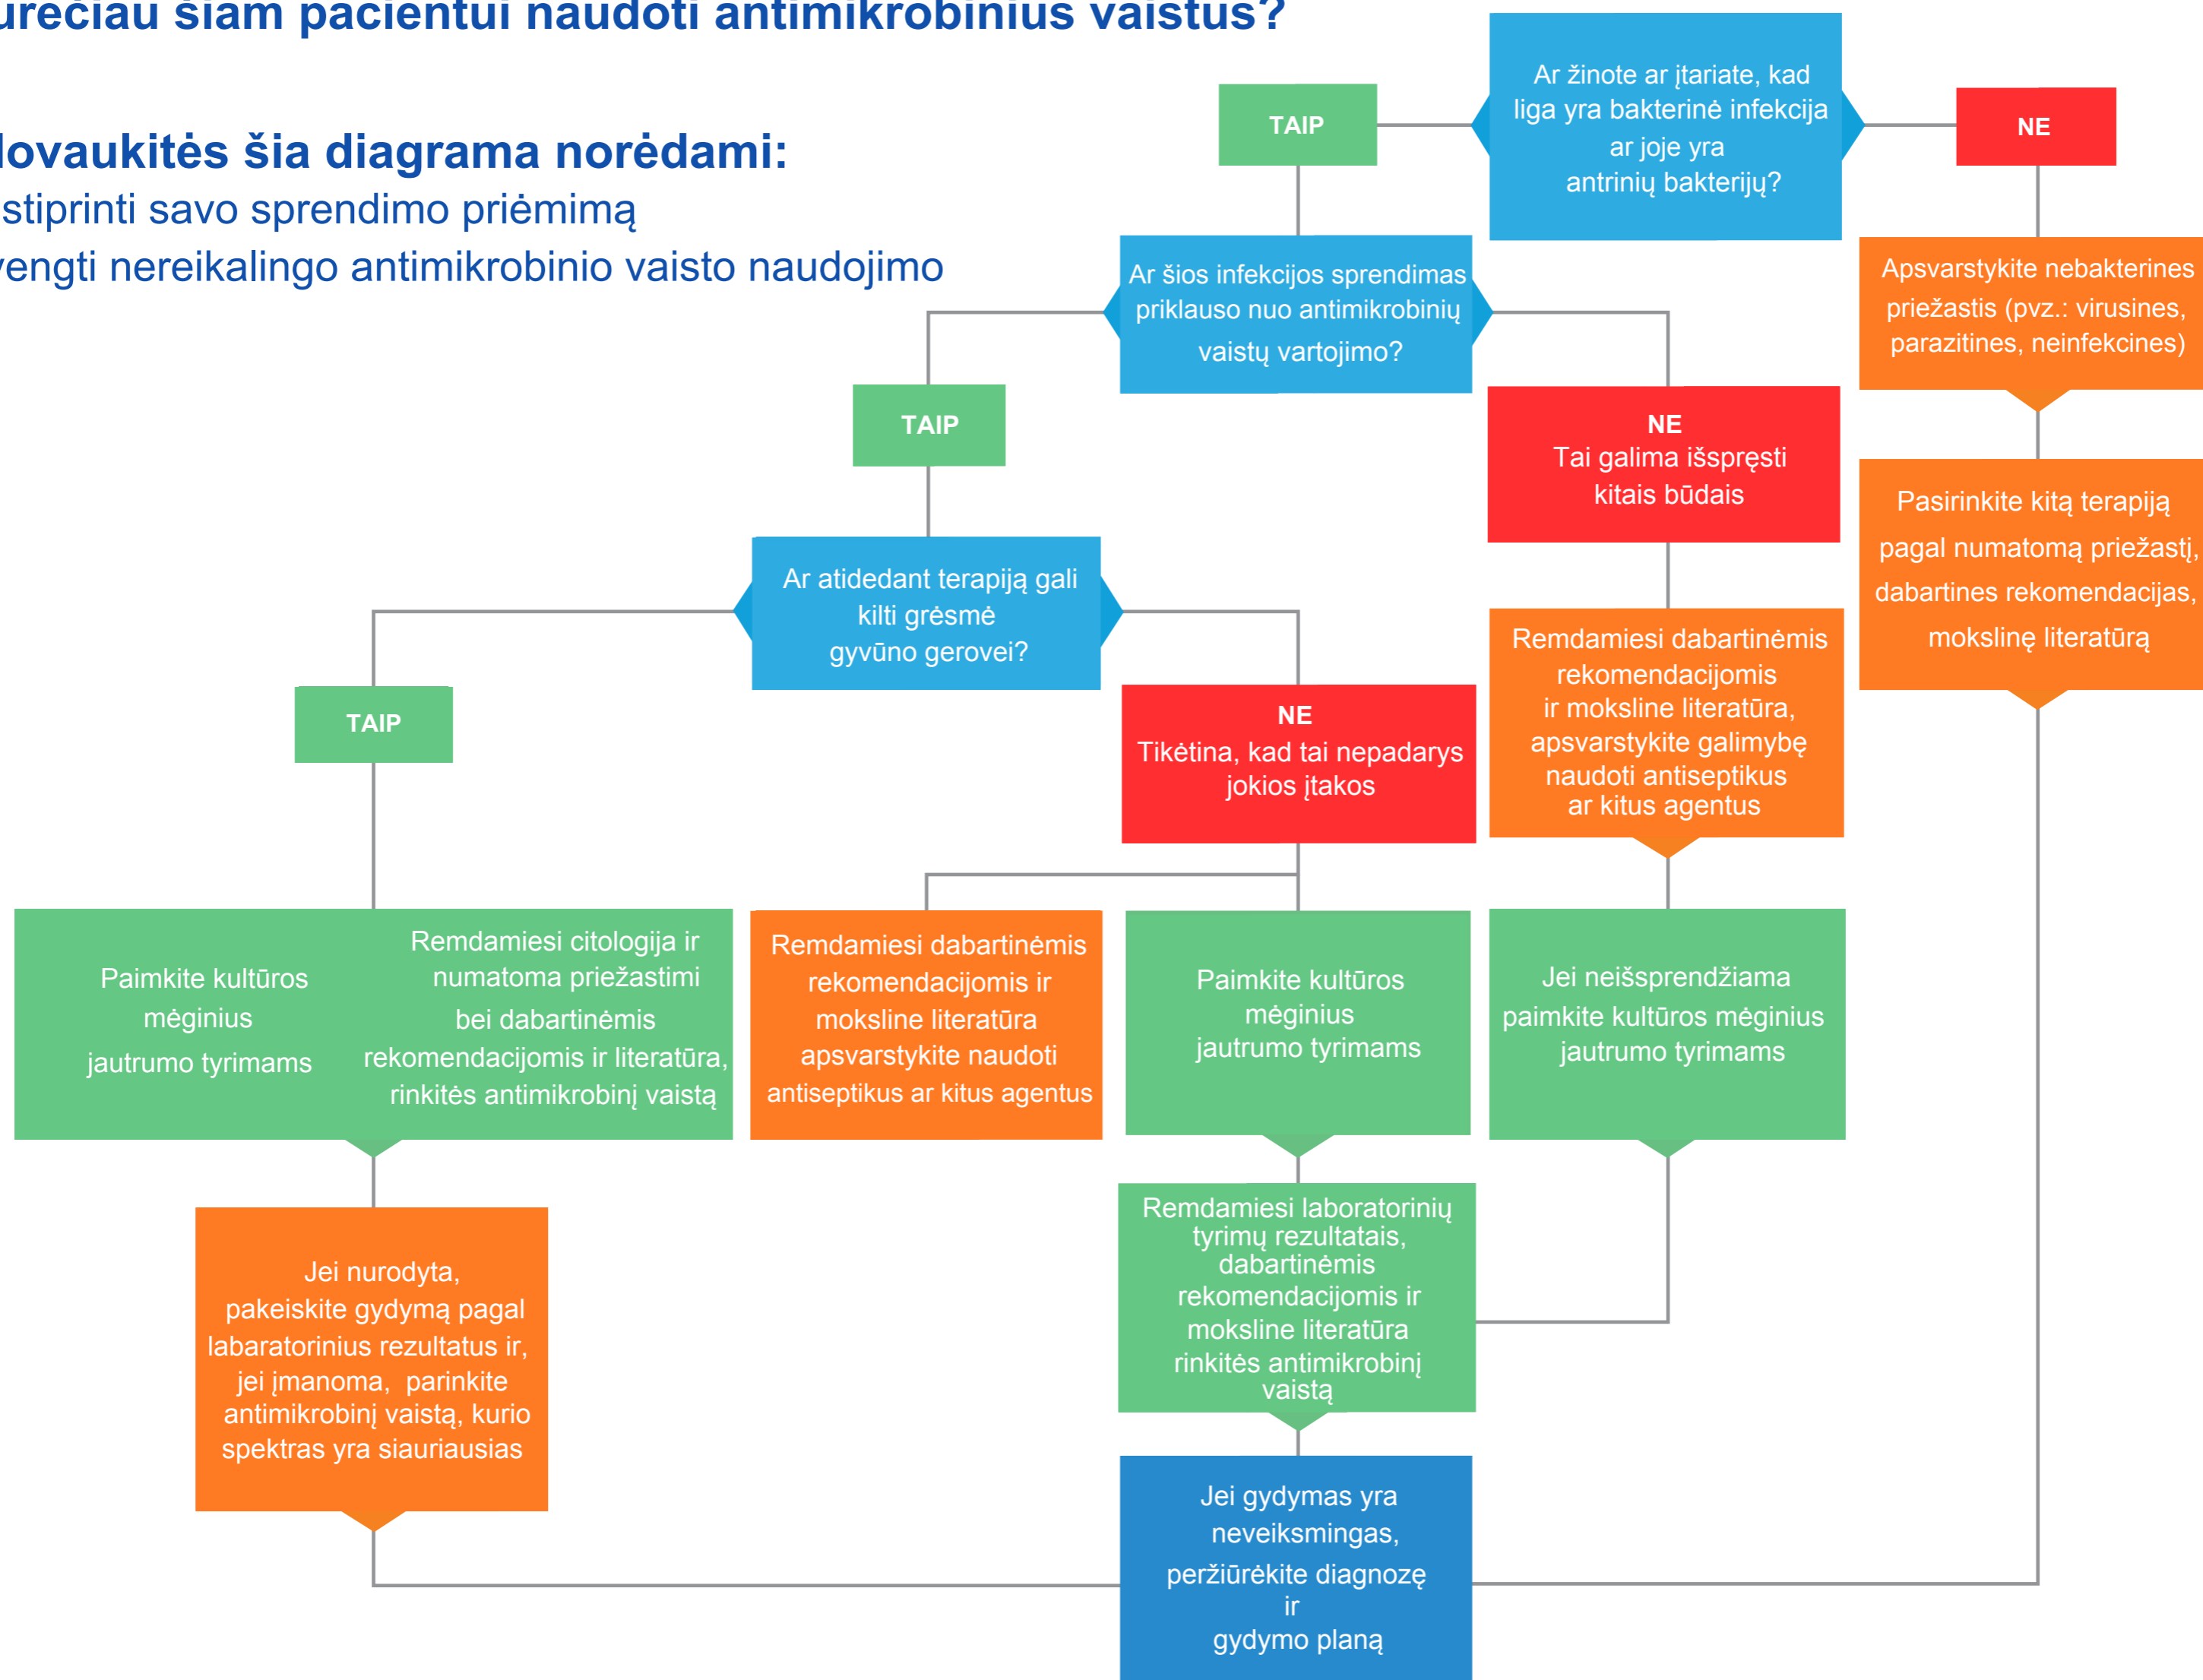 urėčiau šiam pacientui naudoti antimikrobinius vaistus?
lovaukitės šia diagrama norėdami:
stiprinti savo sprendimo priėmimą
vengti nereikalingo antimikrobinio vaisto naudojimo
Ar žinote ar įtariate, kad
liga yra bakterinė infekcija
ar joje yra
antrinių bakterijų?
TAIP
NE
Ar šios infekcijos sprendimas
priklauso nuo antimikrobinių
vaistų vartojimo?
Apsvarstykite nebakterines
priežastis (pvz.: virusines,
parazitines, neinfekcines)
TAIP
NE
Tai galima išspręsti
kitais būdais
Pasirinkite kitą terapiją
pagal numatomą priežastį,
dabartines rekomendacijas,
mokslinę literatūrą
Ar atidedant terapiją gali
kilti grėsmė
gyvūno gerovei?
Remdamiesi dabartinėmis
rekomendacijomis
ir moksline literatūra,
apsvarstykite galimybę
naudoti antiseptikus
ar kitus agentus
TAIP
NE
Tikėtina, kad tai nepadarys
jokios įtakos
Paimkite kultūros
mėginius
jautrumo tyrimams
Remdamiesi citologija ir
numatoma priežastimi
bei dabartinėmis
rekomendacijomis ir literatūra,
rinkitės antimikrobinį vaistą
Remdamiesi dabartinėmis
rekomendacijomis ir
moksline literatūra
apsvarstykite naudoti
antiseptikus ar kitus agentus
Paimkite kultūros
mėginius
jautrumo tyrimams
Jei neišsprendžiama
paimkite kultūros mėginius
jautrumo tyrimams
Jei nurodyta,
pakeiskite gydymą pagal
labaratorinius rezultatus ir,
jei įmanoma, parinkite
antimikrobinį vaistą, kurio
spektras yra siauriausias
Remdamiesi laboratorinių
tyrimų rezultatais,
dabartinėmis
rekomendacijomis ir
moksline literatūra
rinkitės antimikrobinį
vaistą
Jei gydymas yra
neveiksmingas,
peržiūrėkite diagnozę
ir
gydymo planą